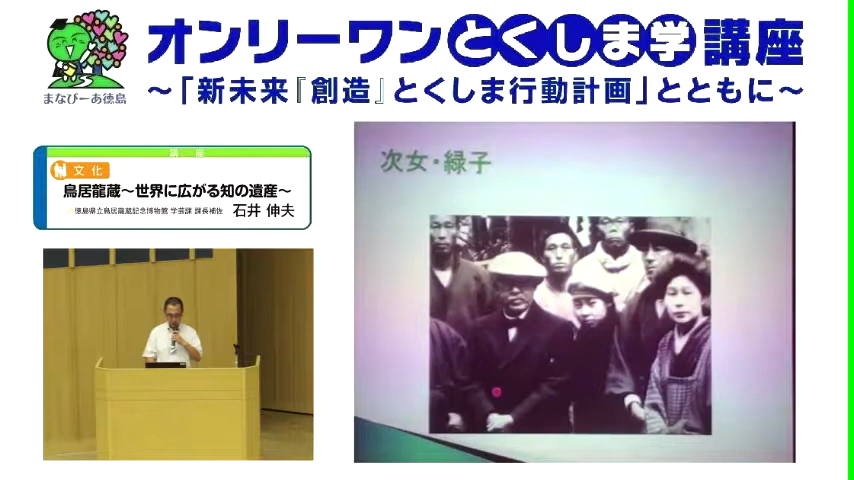 オンリーワンとくしま学講座
～「新未来『創造』とくしま行動計画」とともに～
まなびーあ徳島
講 座
文化
鳥居龍蔵～世界に広がる知の遺産～
徳島県立鳥居龍蔵記念博物館 学芸課 課長補佐 石井 伸夫
次女・緑子